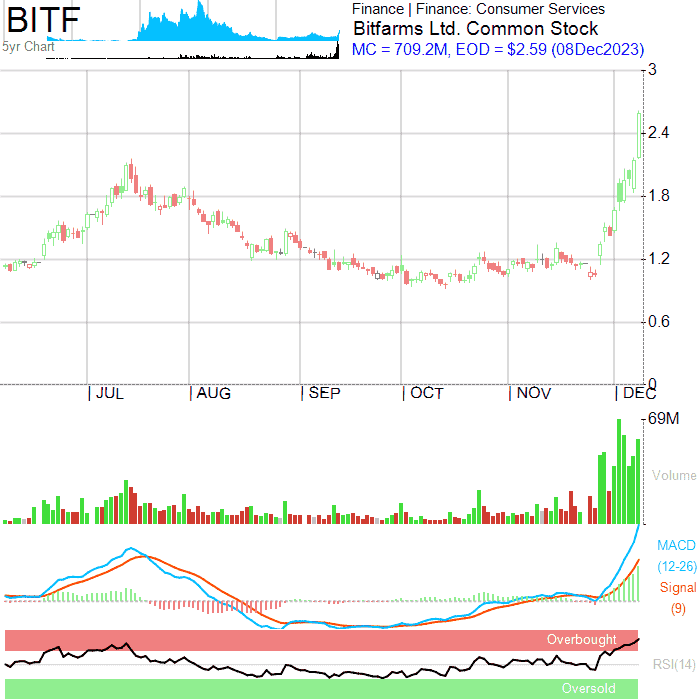 BITF
5yr Chart
Finance | Finance: Consumer Services
Bitfarms Ltd. Common Stock
MC = 709.2M, EOD = $2.59 (08Dec2023)
3
2.4
1.8
1.2
0.6
0
JUL AUG SEP OCT NOV DEC
69M
Volume
MACD
(12-26)
Signal
(9)
Overbought
RSI(14)
Oversold